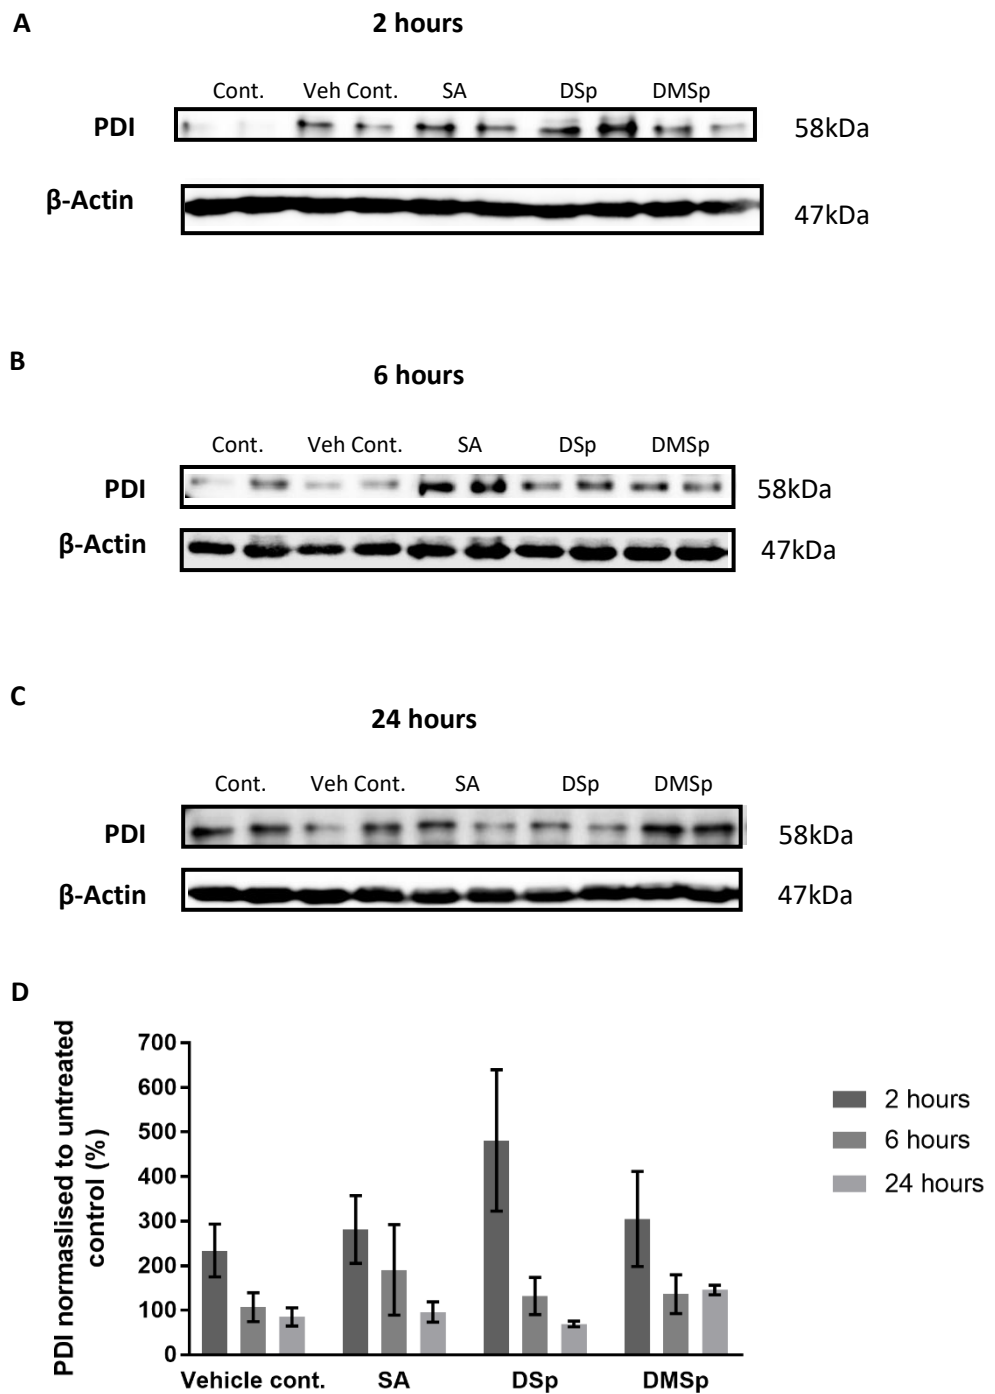 A
2 hours
Cont. Veh Cont. SA DSp DMSp
PDI 58kDa
β-Actin 47kDa
B
6 hours
Cont. Veh Cont. SA DSp DMSp
PDI 58kDa
β-Actin 47kDa
C
24 hours
Cont. Veh Cont. SA DSp DMSp
PDI 58kDa
β-Actin 47kDa
D
PDI normaslised to untreated
control (%)
700
600
500
400
300
200
100
0
Vehicle cont. SA DSp DMSp
2 hours
6 hours
24 hours